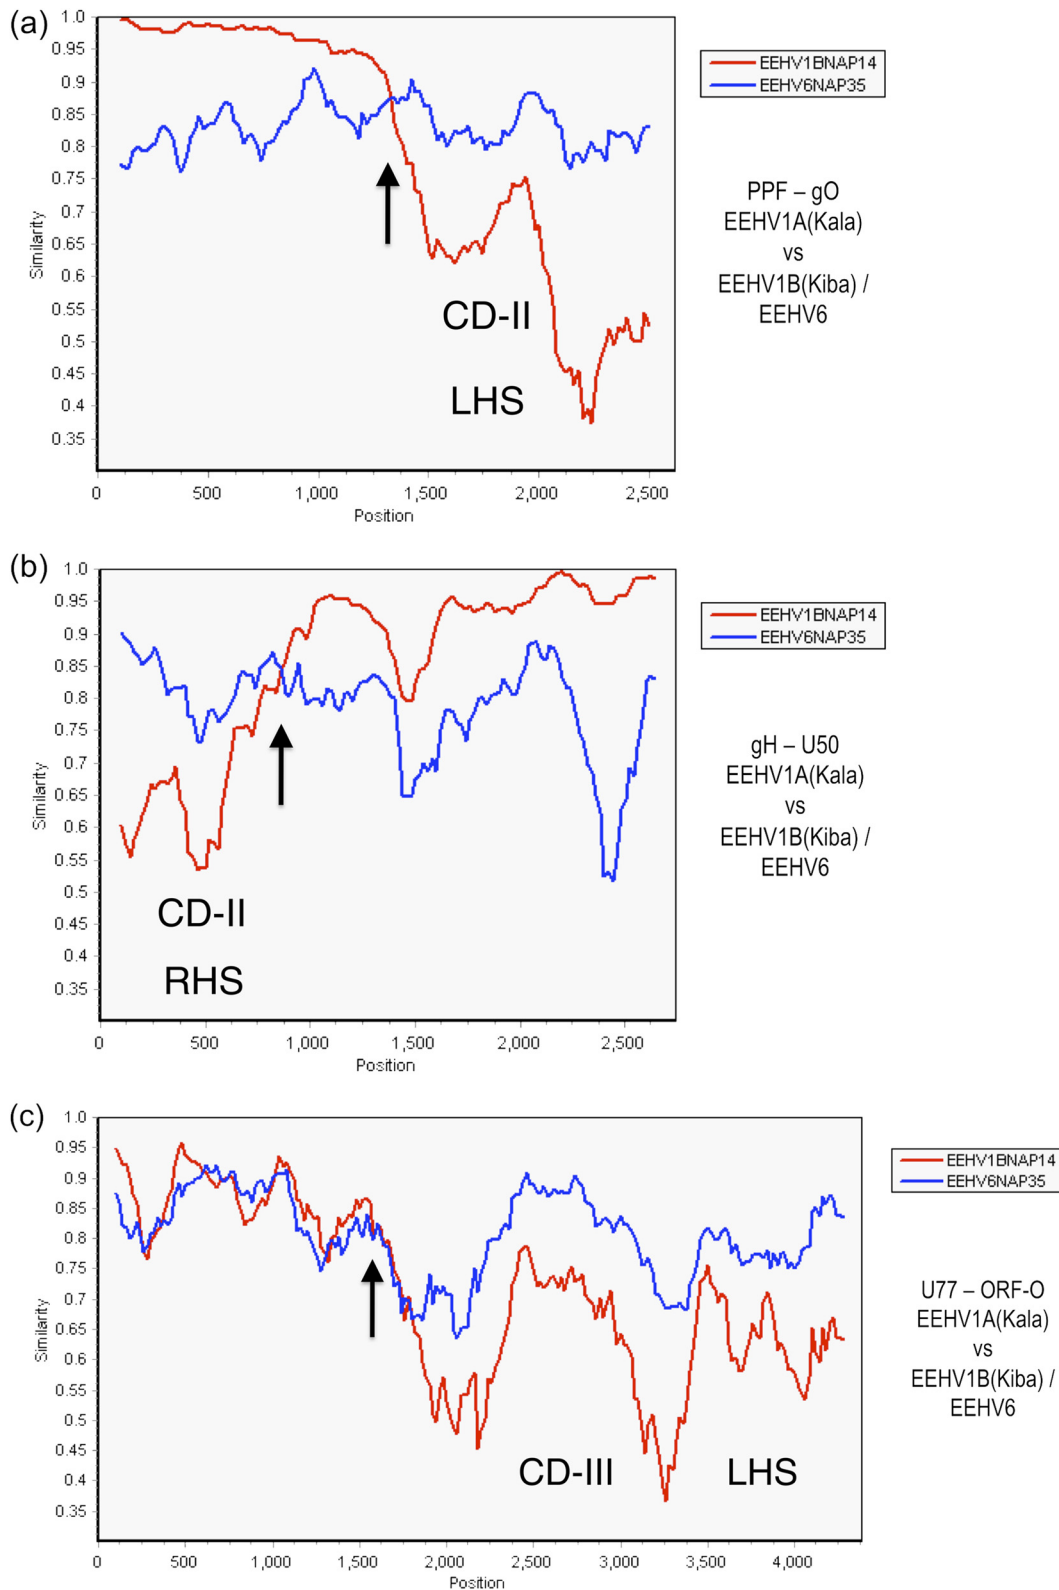 (a)
1.0
0.95
0.9
0.85
0.8
0.75
0.7
0.65
0.6
0.55
0.5
0.45
0.4
0.35
Similarity
CD-II
LHS
0 500 1,000 1,500 2,000 2,500
Position
EEHV1BNAP14
EEHV6NAP35
PPF – gO
EEHV1A(Kala)
vs
EEHV1B(Kiba) /
EEHV6
(b)
1.0
0.95
0.9
0.85
0.8
0.75
0.7
0.65
0.6
0.55
0.5
0.45
0.4
0.35
Similarity
CD-II
RHS
0 500 1,000 1,500 2,000 2,500
Position
EEHV1BNAP14
EEHV6NAP35
gH – U50
EEHV1A(Kala)
vs
EEHV1B(Kiba) /
EEHV6
(c)
1.0
0.95
0.9
0.85
0.8
0.75
0.7
0.65
0.6
0.55
0.5
0.45
0.4
0.35
Similarity
CD-III LHS
0 500 1,000 1,500 2,000 2,500 3,000 3,500 4,000
Position
EEHV1BNAP14
EEHV6NAP35
U77 – ORF-O
EEHV1A(Kala)
vs
EEHV1B(Kiba) /
EEHV6